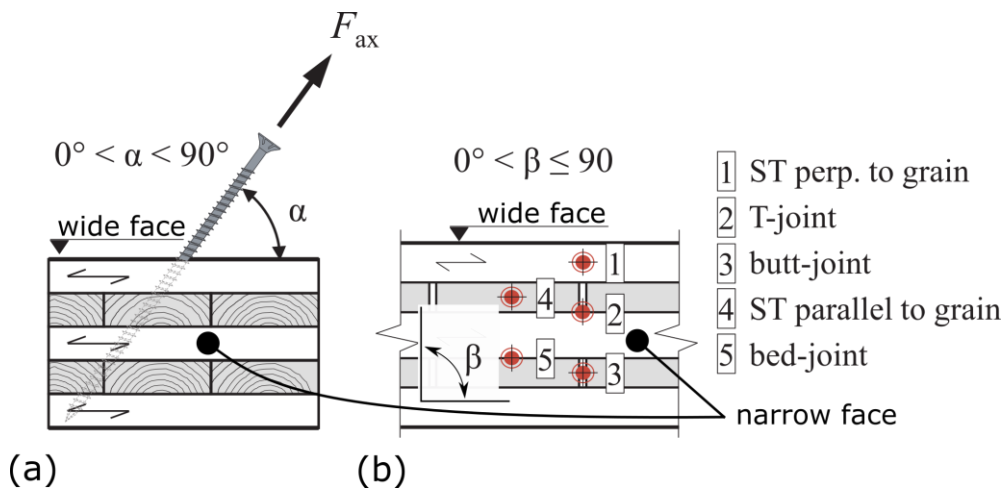 F_ax
0° < α < 90°
α
wide face
(a)
0° < β ≤ 90
wide face
1
4
2
5
3
β
(b)
1 ST perp. to grain
2 T-joint
3 butt-joint
4 ST parallel to grain
5 bed-joint
narrow face